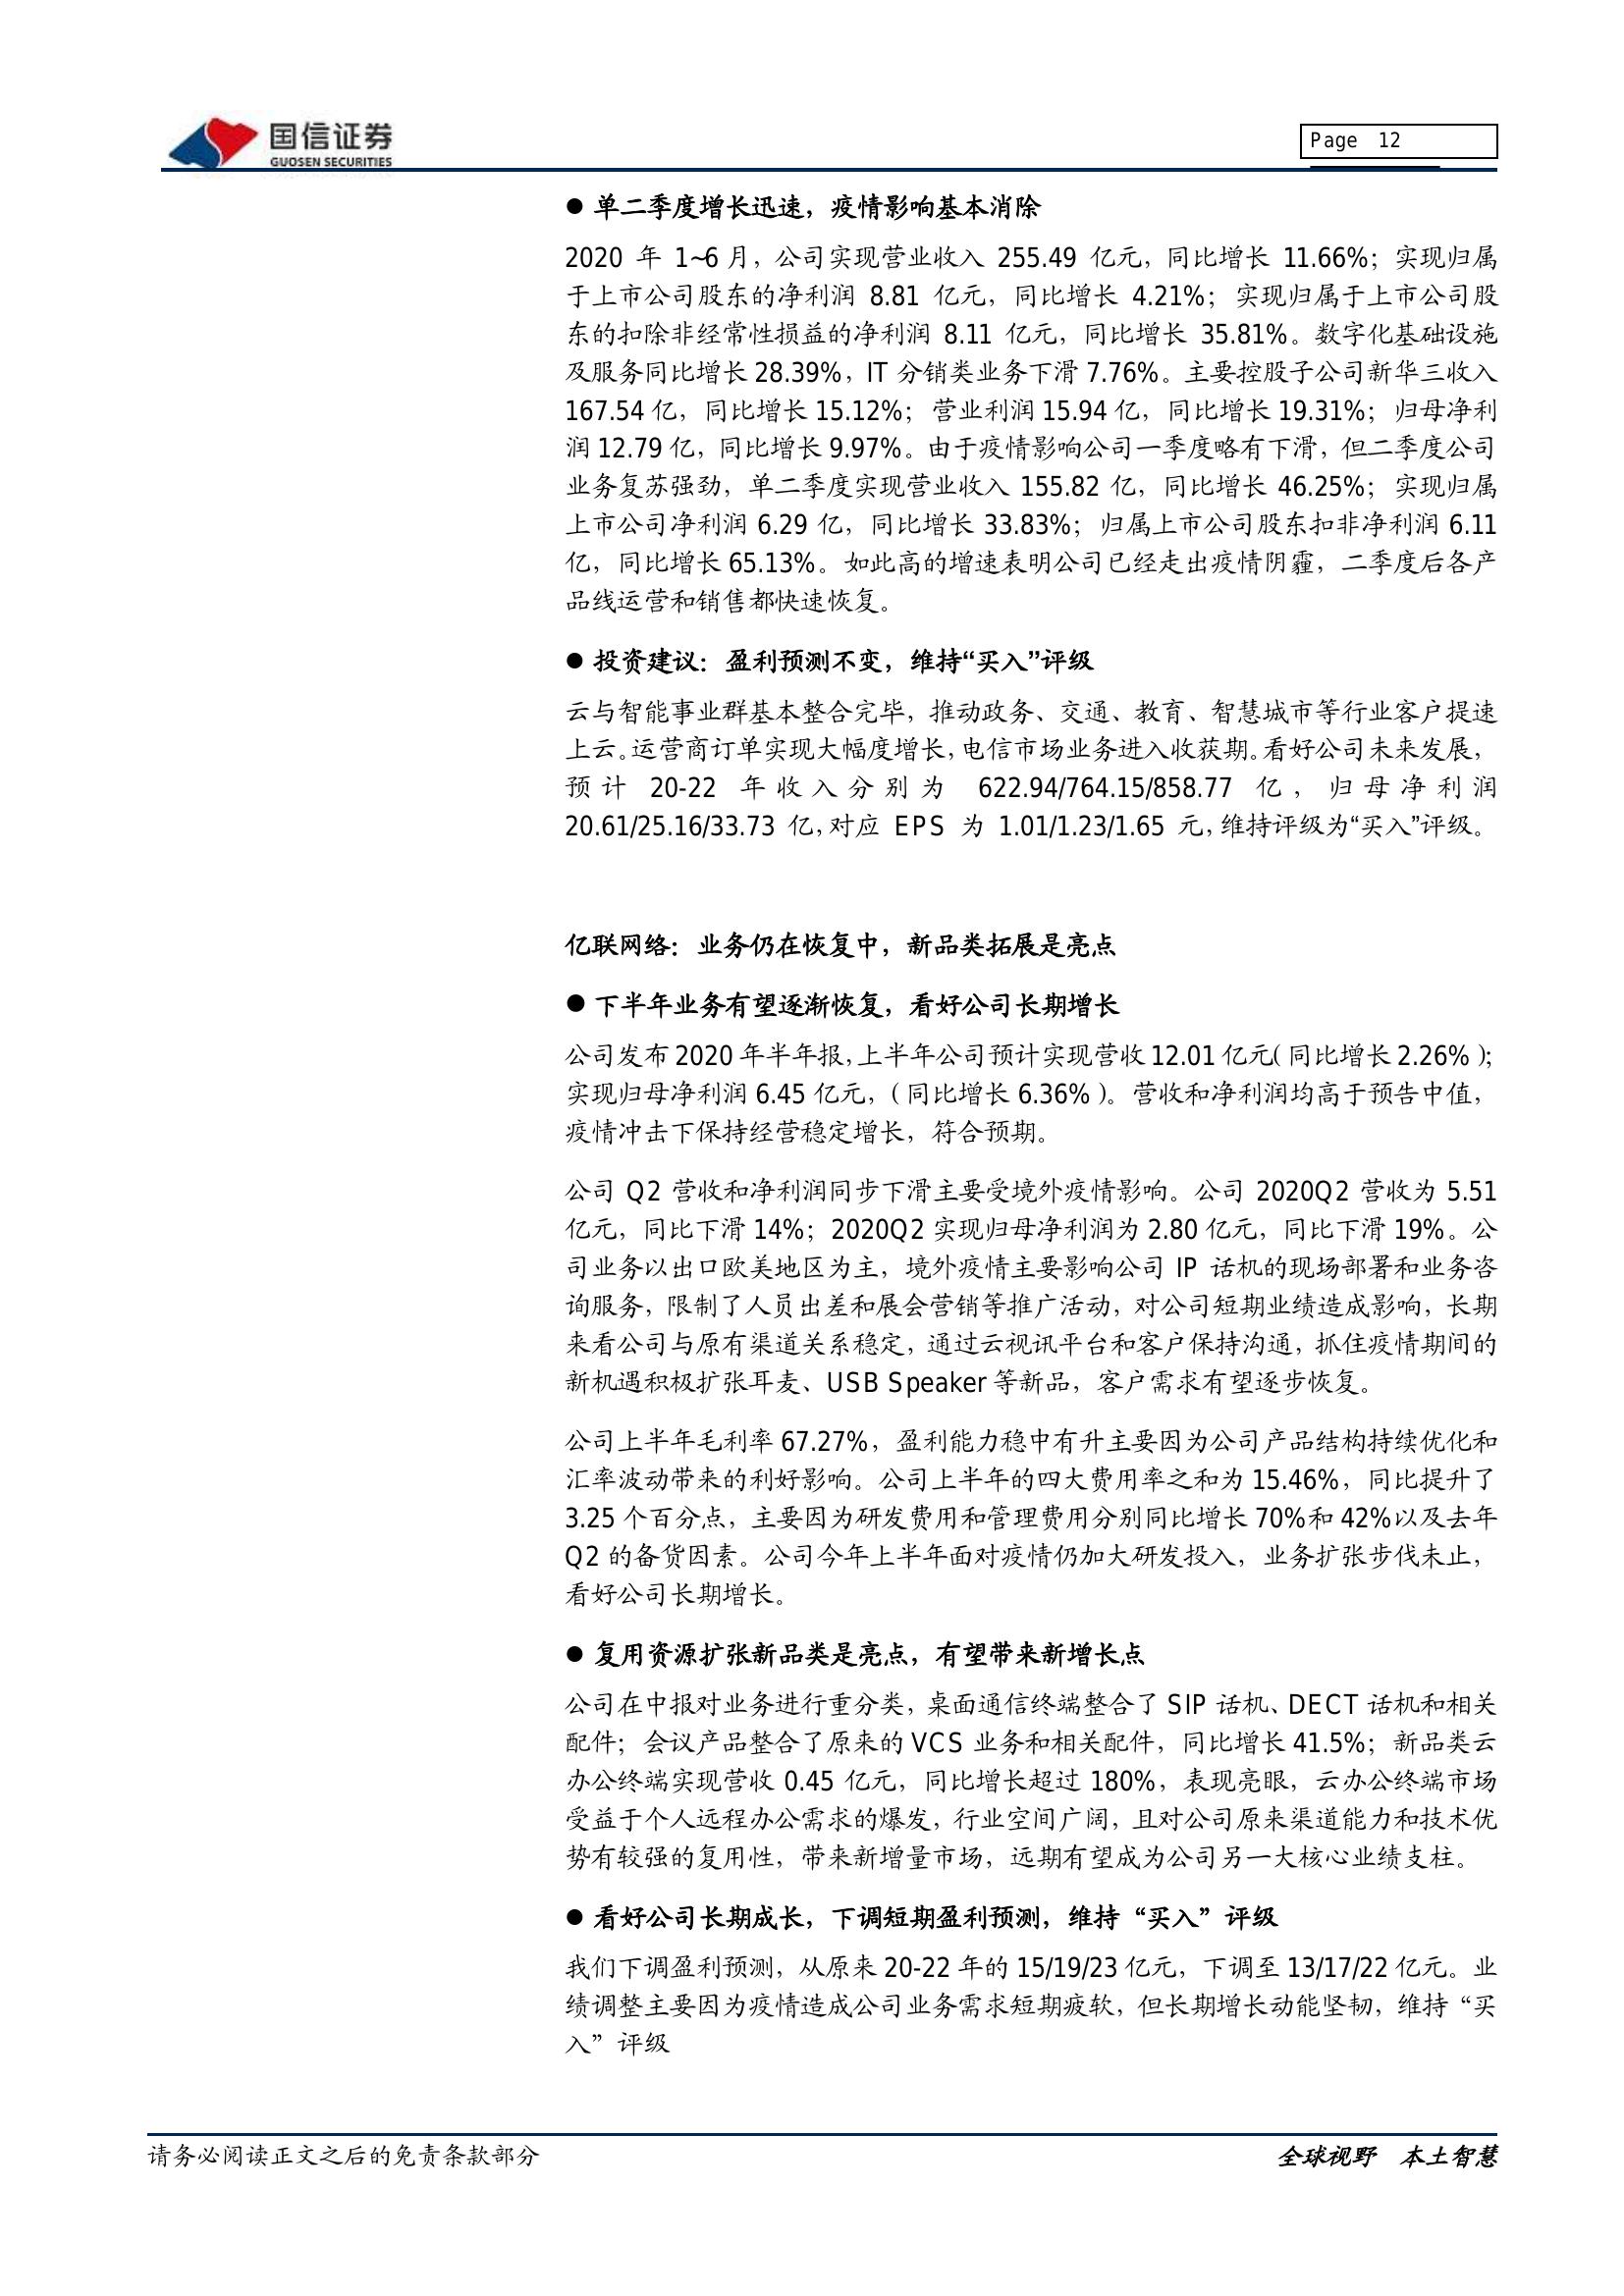 国信证券
GUOSEN SECURITIES
Page 12
● 单二季度增长迅速，疫情影响基本消除
2020 年 1~6 月，公司实现营业收入 255.49 亿元，同比增长 11.66%；实现归属
于上市公司股东的净利润 8.81 亿元，同比增长 4.21%；实现归属于上市公司股
东的扣除非经常性损益的净利润 8.11 亿元，同比增长 35.81%。数字化基础设施
及服务同比增长 28.39%，IT 分销类业务下滑 7.76%。主要控股子公司新华三收入
167.54 亿，同比增长 15.12%；营业利润 15.94 亿，同比增长 19.31%；归母净利
润 12.79 亿，同比增长 9.97%。由于疫情影响公司一季度略有下滑，但二季度公司
业务复苏强劲，单二季度实现营业收入 155.82 亿，同比增长 46.25%；实现归属
上市公司净利润 6.29 亿，同比增长 33.83%；归属上市公司股东扣非净利润 6.11
亿，同比增长 65.13%。如此高的增速表明公司已经走出疫情阴霾，二季度后各产
品线运营和销售都快速恢复。
● 投资建议：盈利预测不变，维持“买入”评级
云与智能事业群基本整合完毕，推动政务、交通、教育、智慧城市等行业客户提速
上云。运营商订单实现大幅度增长，电信市场业务进入收获期。看好公司未来发展，
预计 20-22 年收入分别为 622.94/764.15/858.77 亿，归母净利润
20.61/25.16/33.73 亿，对应 EPS 为 1.01/1.23/1.65 元，维持评级为“买入”评级。
亿联网络：业务仍在恢复中，新品类拓展是亮点
● 下半年业务有望逐渐恢复，看好公司长期增长
公司发布 2020 年半年报，上半年公司预计实现营收 12.01 亿元（同比增长 2.26%）；
实现归母净利润 6.45 亿元，（同比增长 6.36%）。营收和净利润均高于预告中值，
疫情冲击下保持经营稳定增长，符合预期。
公司 Q2 营收和净利润同步下滑主要受境外疫情影响。公司 2020Q2 营收为 5.51
亿元，同比下滑 14%；2020Q2 实现归母净利润为 2.80 亿元，同比下滑 19%。公
司业务以出口欧美地区为主，境外疫情主要影响公司 IP 话机的现场部署和业务咨
询服务，限制了人员出差和展会营销等推广活动，对公司短期业绩造成影响，长期
来看公司与原有渠道关系稳定，通过云视讯平台和客户保持沟通，抓住疫情期间的
新机遇积极扩张耳麦、USB Speaker 等新品，客户需求有望逐步恢复。
公司上半年毛利率 67.27%，盈利能力稳中有升主要因为公司产品结构持续优化和
汇率波动带来的利好影响。公司上半年的四大费用率之和为 15.46%，同比提升了
3.25 个百分点，主要因为研发费用和管理费用分别同比增长 70%和 42%以及去年
Q2 的备货因素。公司今年上半年面对疫情仍加大研发投入，业务扩张步伐未止，
看好公司长期增长。
● 复用资源扩张新品类是亮点，有望带来新增长点
公司在中报对业务进行重分类，桌面通信终端整合了 SIP 话机、DECT 话机和相关
配件；会议产品整合了原来的 VCS 业务和相关配件，同比增长 41.5%；新品类云
办公终端实现营收 0.45 亿元，同比增长超过 180%，表现亮眼，云办公终端市场
受益于个人远程办公需求的爆发，行业空间广阔，且对公司原来渠道能力和技术优
势有较强的复用性，带来新增量市场，远期有望成为公司另一大核心业绩支柱。
● 看好公司长期成长，下调短期盈利预测，维持“买入”评级
我们下调盈利预测，从原来 20-22 年的 15/19/23 亿元，下调至 13/17/22 亿元。业
绩调整主要因为疫情造成公司业务需求短期疲软，但长期增长动能坚韧，维持“买
入”评级
请务必阅读正文之后的免责条款部分
全球视野 本土智慧